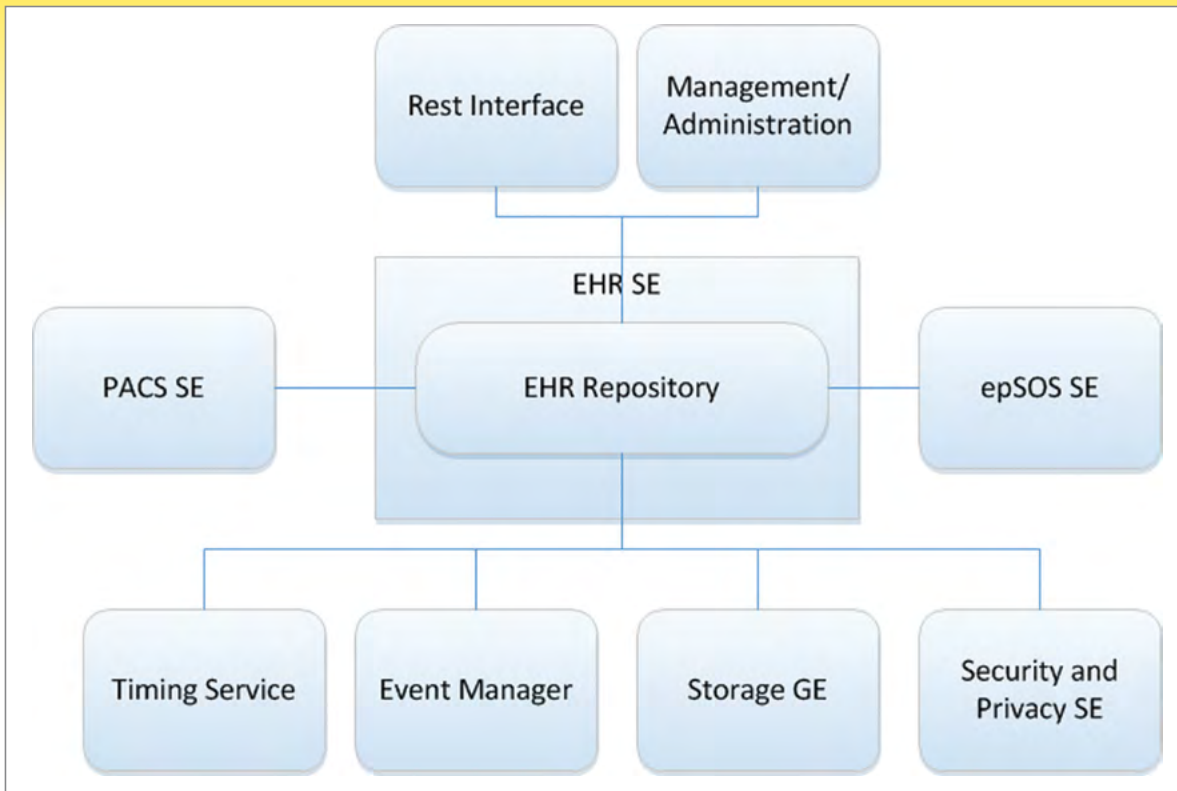 Rest Interface
Management/
Administration
EHR SE
PACS SE
EHR Repository
epSOS SE
Timing Service
Event Manager
Storage GE
Security and
Privacy SE